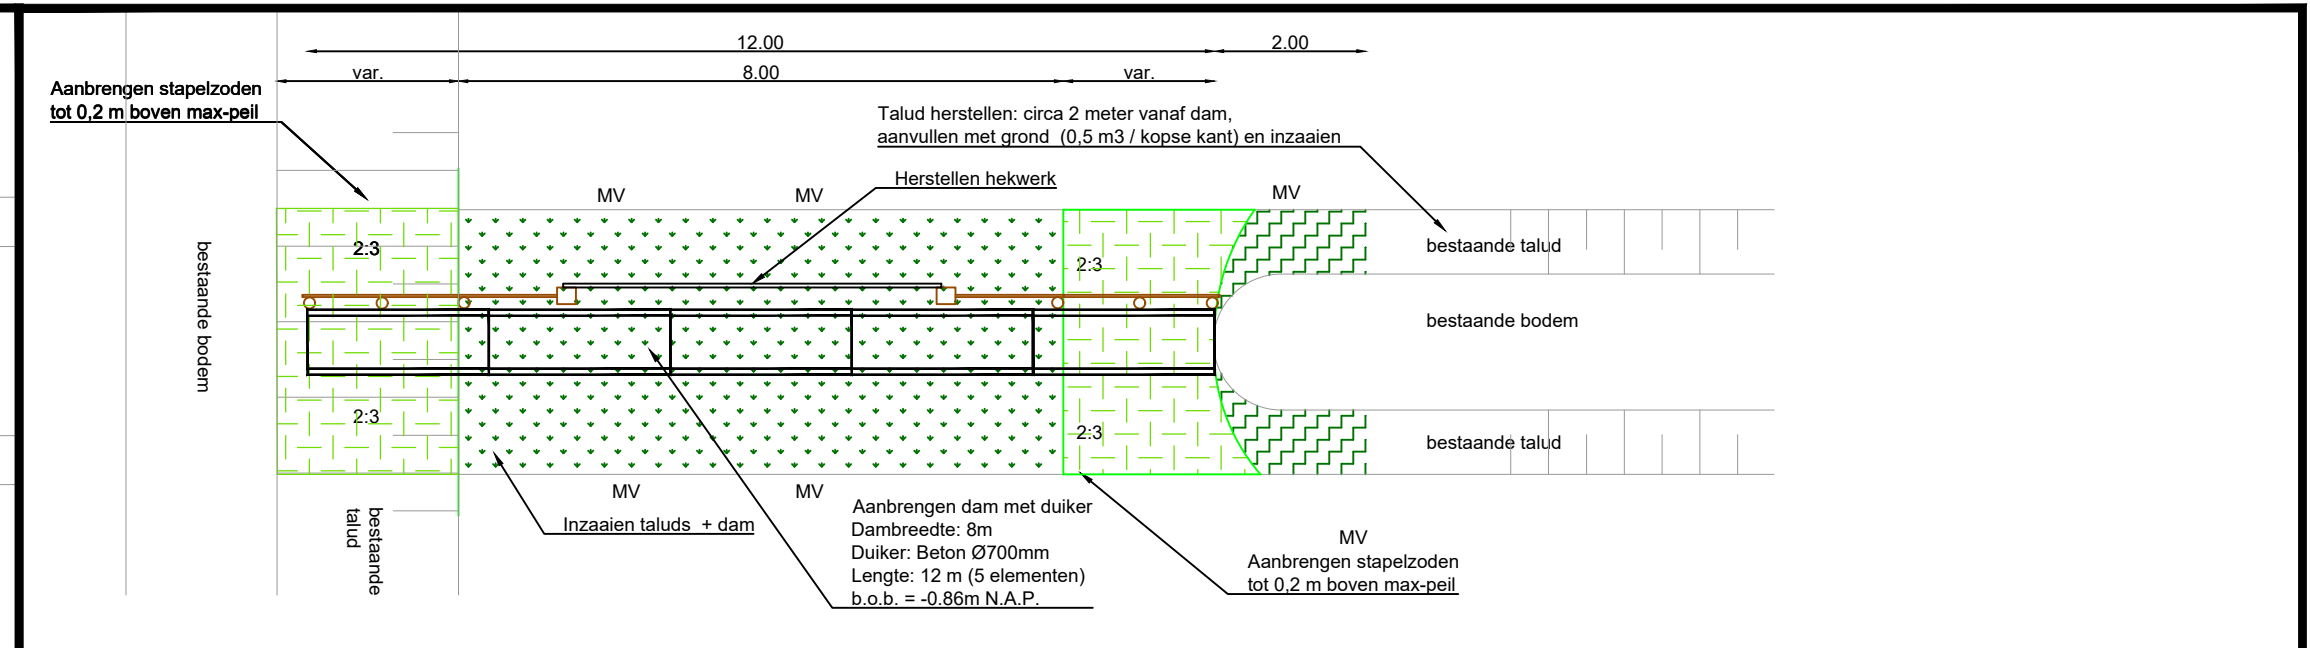 12.00
2.00
var.
8.00
var.
Aanbrengen stapelzoden
tot 0,2 m boven max-peil
Talud herstellen: circa 2 meter vanaf dam,
aanvullen met grond (0,5 m3 / kopse kant) en inzaaien
Herstellen hekwerk
MV
MV
MV
2:3
2:3
bestaande talud
bestaande bodem
bestaande bodem
2:3
2:3
bestaande talud
MV
MV
bestaande
talud
Inzaaien taluds + dam
Aanbrengen dam met duiker
Dambreedte: 8m
Duiker: Beton Ø700mm
Lengte: 12 m (5 elementen)
b.o.b. = -0.86m N.A.P.
MV
Aanbrengen stapelzoden
tot 0,2 m boven max-peil